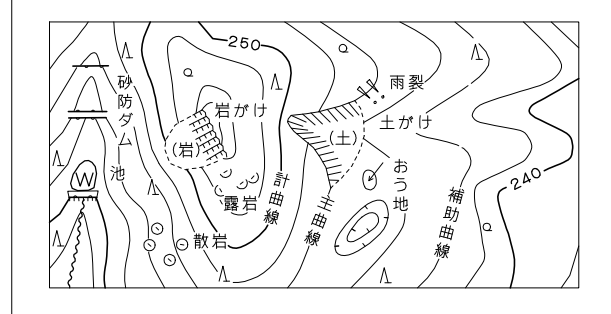 250
雨裂
砂防ダム
岩がけ
土がけ
(岩)
(土)
池
W
おう地
240
計曲線
主曲線
補助曲線
露岩
散岩